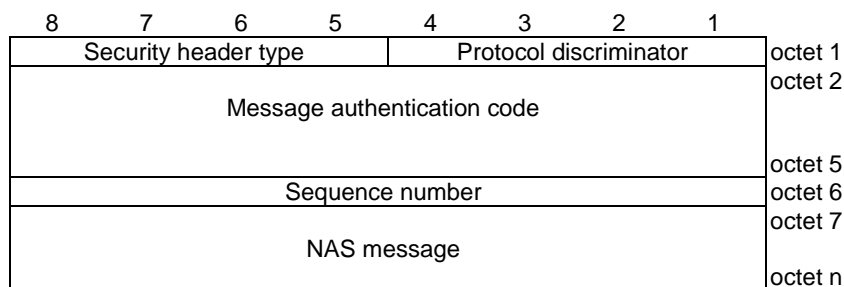 8 7 6 5 4 3 2 1
Security header type Protocol discriminator octet 1
octet 2
Message authentication code
octet 5
Sequence number octet 6
octet 7
NAS message
octet n